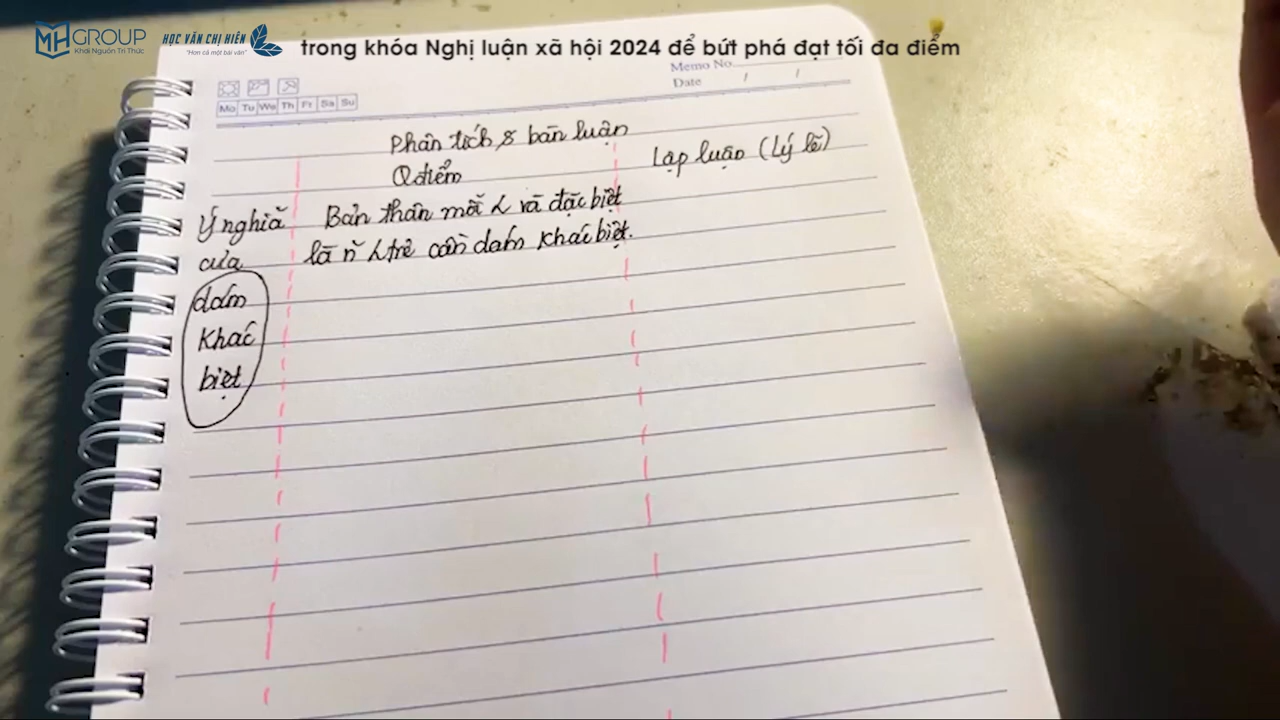 MH GROUP
Khơi Nguồn Tri Thức
HỌC VĂN CHỊ HIÊN
"Hơn cả một bài văn"
trong khóa Nghị luận xã hội 2024 để bứt phá đạt tối đa điểm
Memo No.
Date / /
Mo Tu We Th Fr Sa Su
Phân tích & bàn luận
Q điểm
Lập luận (Lý lẽ)
Ý nghĩa
của
dám
khác
biệt
Bản thân mỗi và đặc biệt
là trẻ cần dám khác biệt.